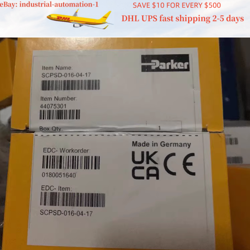 eBay: industrial-automation-1
SAVE $10 FOR EVERY $500
DHL UPS fast shipping 2-5 days
DHL
Parker
Item Name
SCPSD-016-04-17
Item Number
44075301
Box Qty
EDC- Workorder
0180051640
Made in Germany
UK
CA
CE
EDC- Item
SCPSD-016-04-17